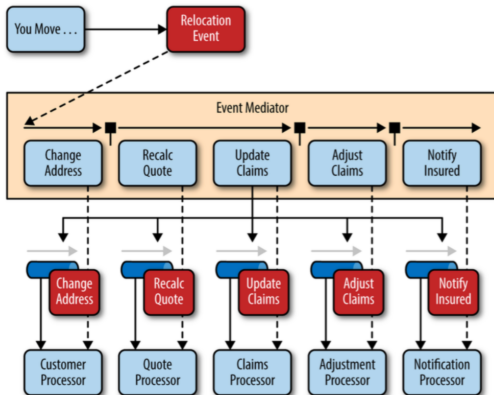 You Move . . .
Relocation
Event
Event Mediator
Change
Address
Recalc
Quote
Update
Claims
Adjust
Claims
Notify
Insured
Change
Address
Recalc
Quote
Update
Claims
Adjust
Claims
Notify
Insured
Customer
Processor
Quote
Processor
Claims
Processor
Adjustment
Processor
Notification
Processor